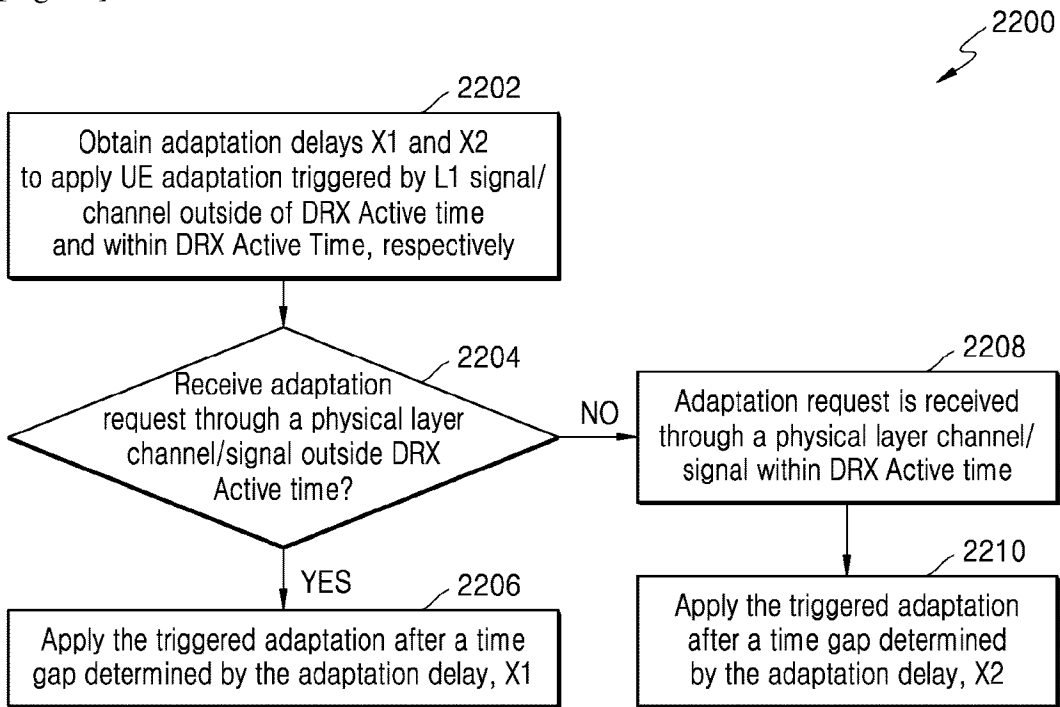 2200
2202
Obtain adaptation delays X1 and X2
to apply UE adaptation triggered by L1 signal/
channel outside of DRX Active time
and within DRX Active Time, respectively
2204
Receive adaptation
request through a physical layer
channel/signal outside DRX
Active time?
NO
2208
Adaptation request is received
through a physical layer channel/
signal within DRX Active time
YES
2206
Apply the triggered adaptation after a time
gap determined by the adaptation delay, X1
2210
Apply the triggered adaptation
after a time gap determined
by the adaptation delay, X2